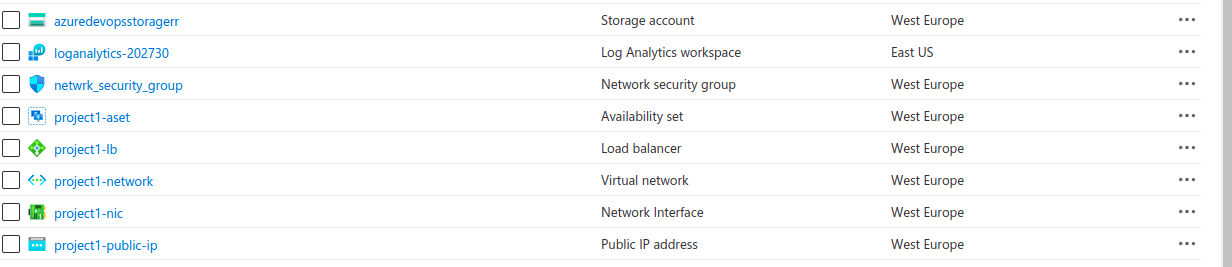 azuredevopsstoragerr Storage account West Europe
loganalytics-202730 Log Analytics workspace East US
netwrk_security_group Network security group West Europe
project1-aset Availability set West Europe
project1-lb Load balancer West Europe
project1-network Virtual network West Europe
project1-nic Network Interface West Europe
project1-public-ip Public IP address West Europe